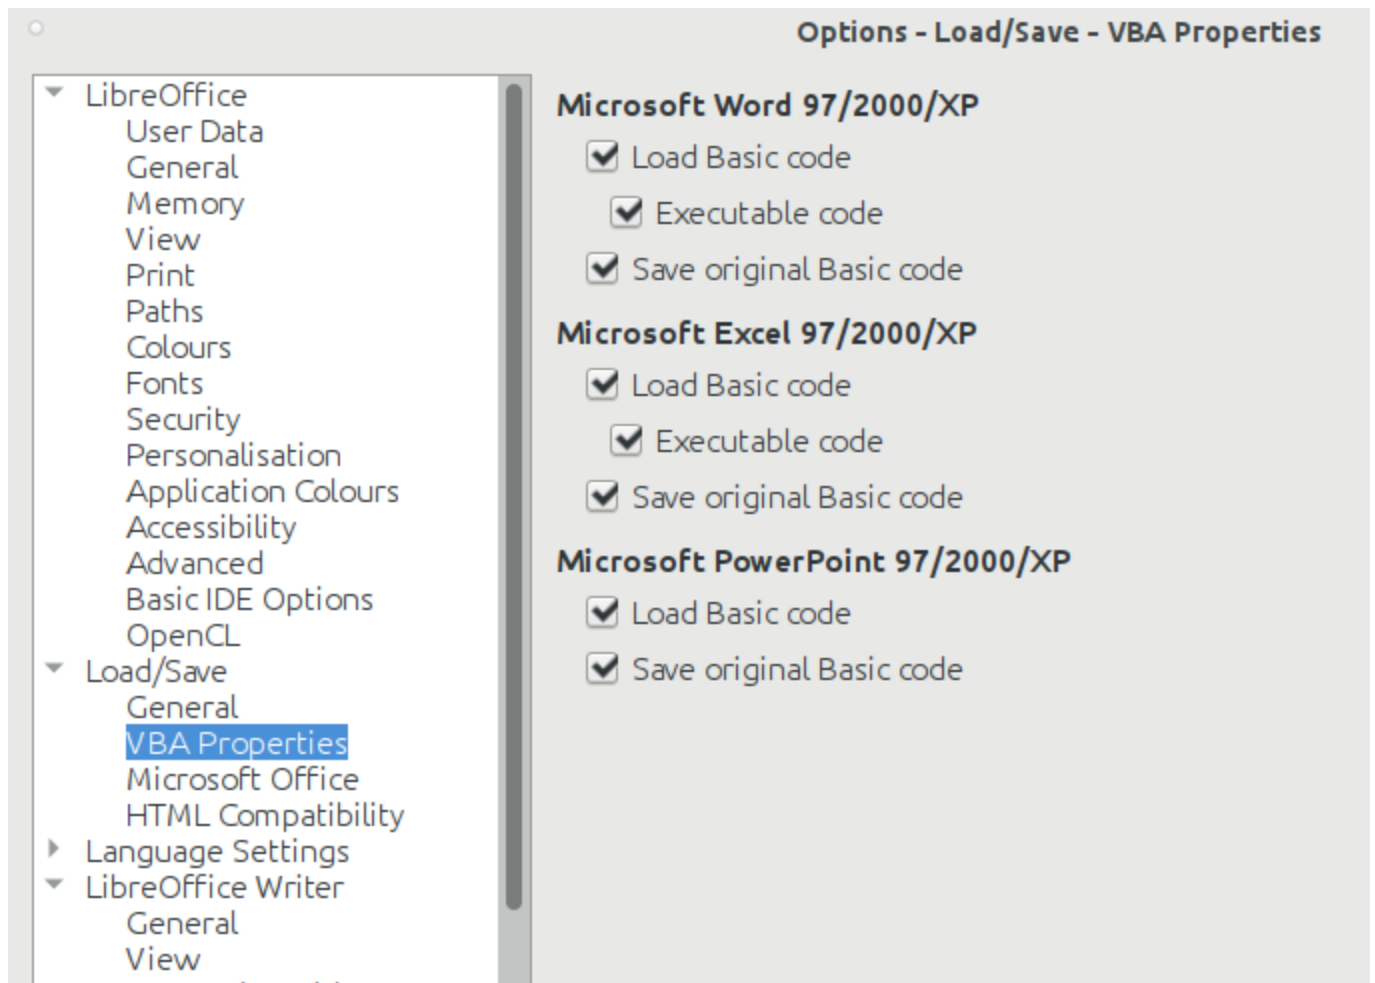 Options - Load/Save - VBA Properties
LibreOffice
User Data
General
Memory
View
Print
Paths
Colours
Fonts
Security
Personalisation
Application Colours
Accessibility
Advanced
Basic IDE Options
OpenCL
Load/Save
General
VBA Properties
Microsoft Office
HTML Compatibility
Language Settings
LibreOffice Writer
General
View
Microsoft Word 97/2000/XP
Load Basic code
Executable code
Save original Basic code
Microsoft Excel 97/2000/XP
Load Basic code
Executable code
Save original Basic code
Microsoft PowerPoint 97/2000/XP
Load Basic code
Save original Basic code